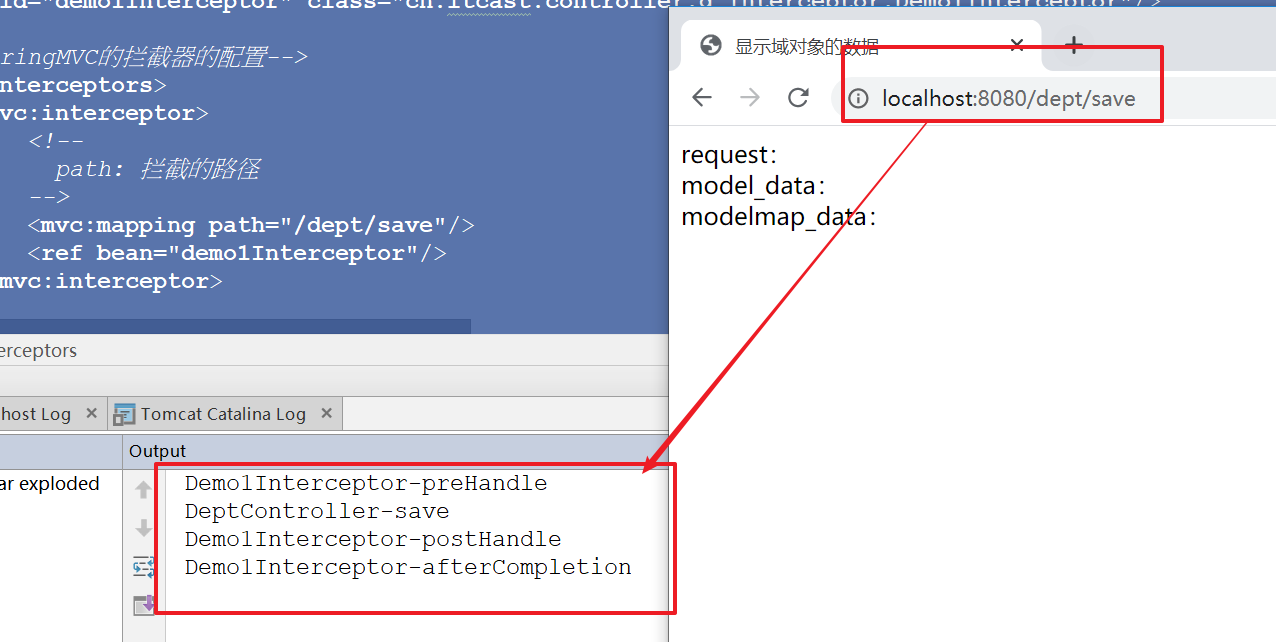 id="demo1Interceptor" class="cn.itcast.controller.g_interceptor.Demo1Interceptor"/>
ringMVC的拦截器的配置-->
nterceptors>
vc:interceptor>
<!--
path: 拦截的路径
-->
<mvc:mapping path="/dept/save"/>
<ref bean="demo1Interceptor"/>
mvc:interceptor>
erceptors
host Log
Tomcat Catalina Log
Output
ar exploded
Demo1Interceptor-preHandle
DeptController-save
Demo1Interceptor-postHandle
Demo1Interceptor-afterCompletion
显示域对象的数据
localhost:8080/dept/save
request:
model_data:
modelmap_data: